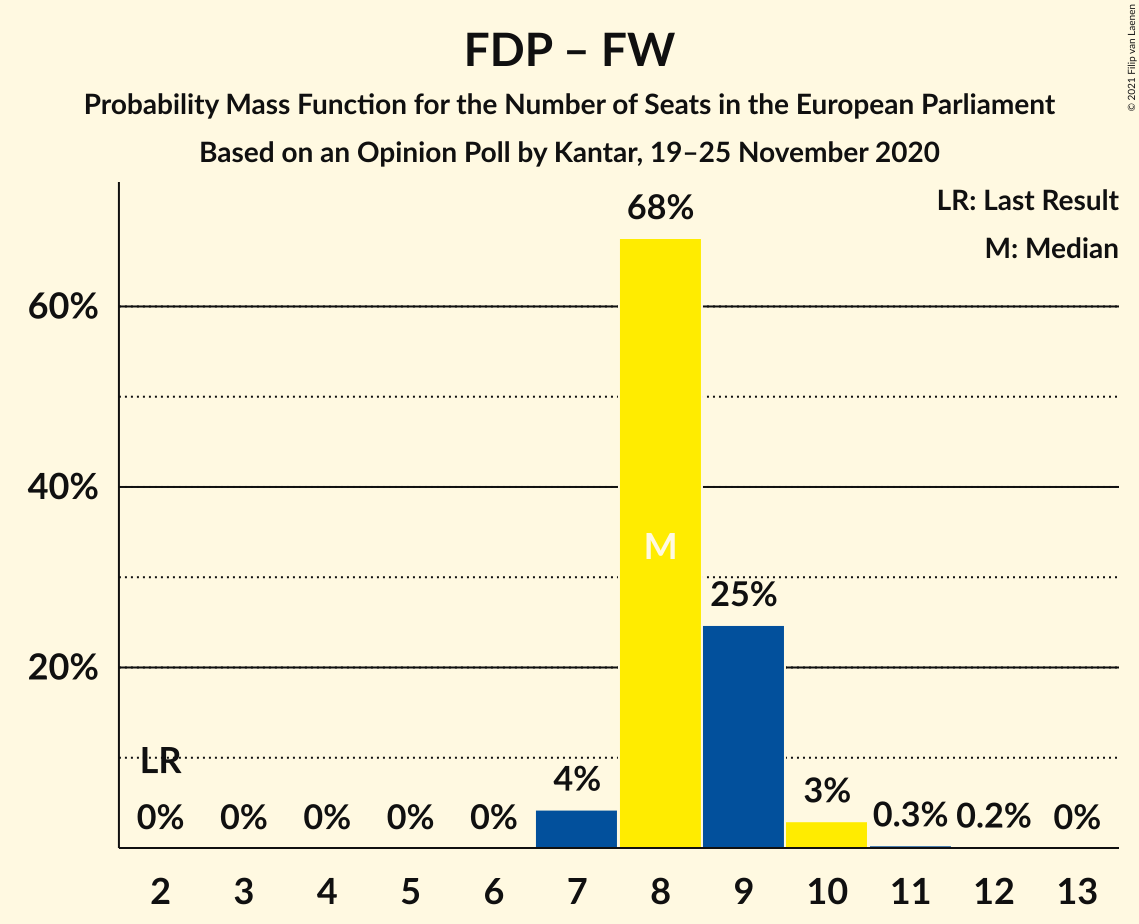 FDP – FW
Probability Mass Function for the Number of Seats in the European Parliament
Based on an Opinion Poll by Kantar, 19–25 November 2020
© 2021 Filip van Laenen
LR: Last Result
M: Median
68%
60%
40%
M
25%
20%
LR
4%
3%
0% 0% 0% 0% 0% 0.3% 0.2% 0%
2 3 4 5 6 7 8 9 10 11 12 13